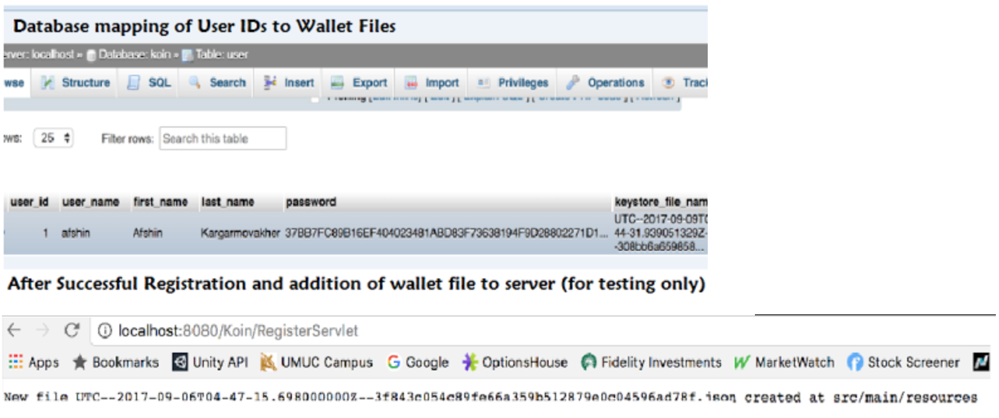 Database mapping of User IDs to Wallet Files
erver: localhost » Database: koin » Table: user
wse Structure SQL Search Insert Export Import Privileges Operations Track
ows: 25 Filter rows: Search this table
user_id user_name first_name last_name password keystore_file_nam
1 afshin Afshin Kargarmovakher 37BB7FC89B16EF404023481ABD83F73638194F9D28802271D1... UTC--2017-09-09T0
44-31.939051329Z-
-308bb6a659858...
After Successful Registration and addition of wallet file to server (for testing only)
localhost:8080/Koin/RegisterServlet
Apps Bookmarks Unity API UMUC Campus Google OptionsHouse Fidelity Investments MarketWatch Stock Screener
New file UTC--2017-09-06T04-47-15.698000000Z--3f843c054c89fe66a359b512879e0c04596ad78f.json created at src/main/resources